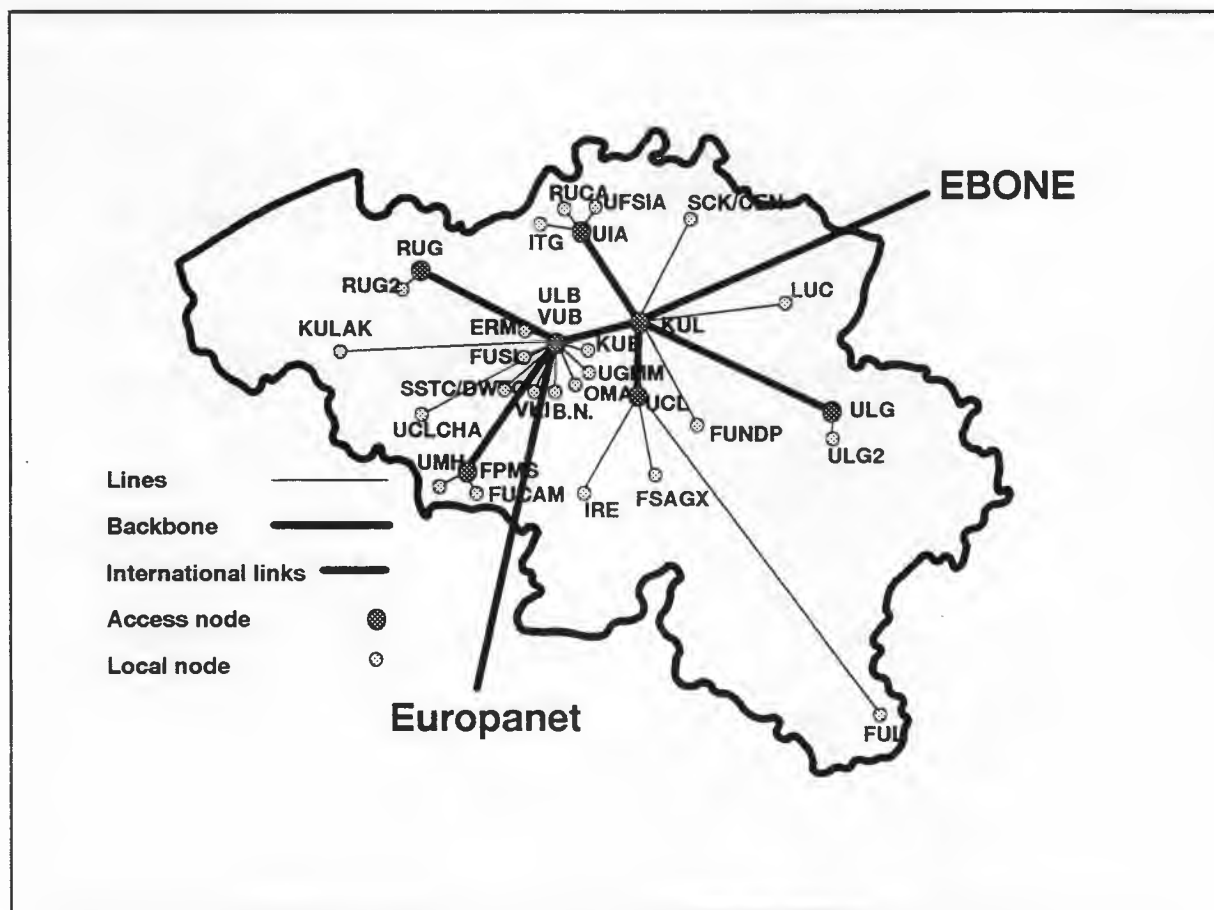 EBONE
RUCA
UFSIA
SCK/CEN
ITG
UIA
RUG
RUG2
ULB
VUB
LUC
KULAK
ERM
KUL
KUB
FUSL
UGMM
SSTC/DWTC
OMA
VKI
B.N.
UCL
ULG
UCLCHA
FUNDP
ULG2
UMH
FPMS
FUCAM
IRE
FSAGX
Lines
Backbone
International links
Access node
Local node
Europanet
FUL